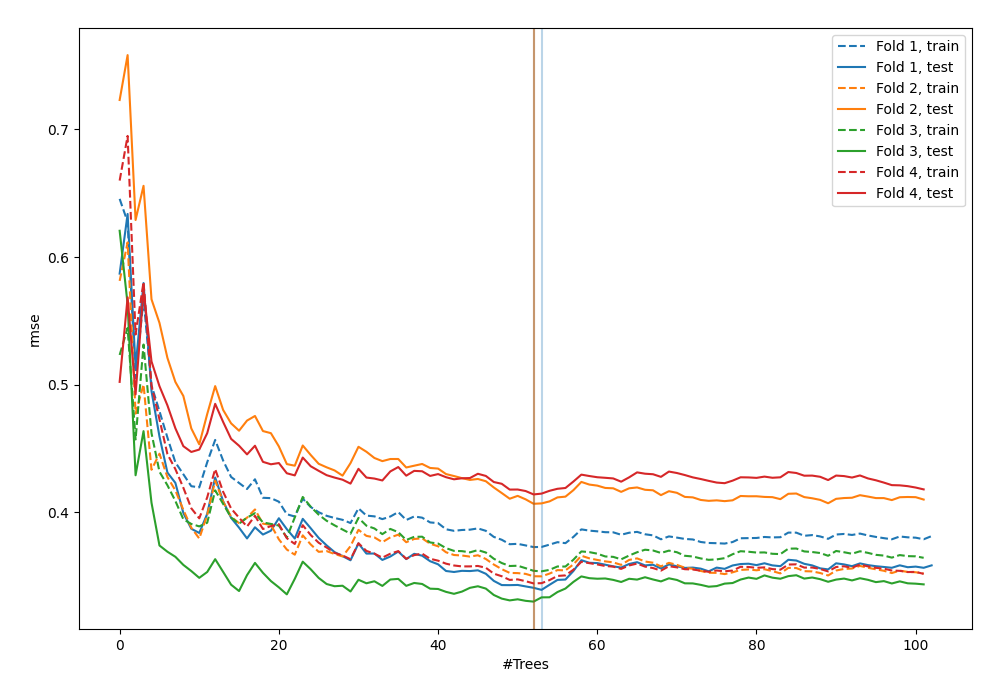 Fold 1, train
Fold 1, test
Fold 2, train
Fold 2, test
Fold 3, train
Fold 3, test
Fold 4, train
Fold 4, test
0.7
0.6
0.5
0.4
rmse
0 20 40 60 80 100
#Trees